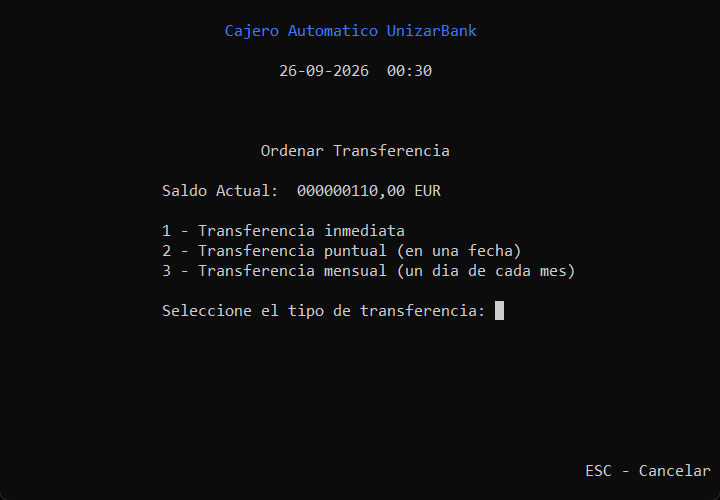 Cajero Automatico UnizarBank
26-09-2026  00:30
Ordenar Transferencia
Saldo Actual:  000000110,00 EUR
1 - Transferencia inmediata
2 - Transferencia puntual (en una fecha)
3 - Transferencia mensual (un dia de cada mes)
Seleccione el tipo de transferencia:
ESC - Cancelar